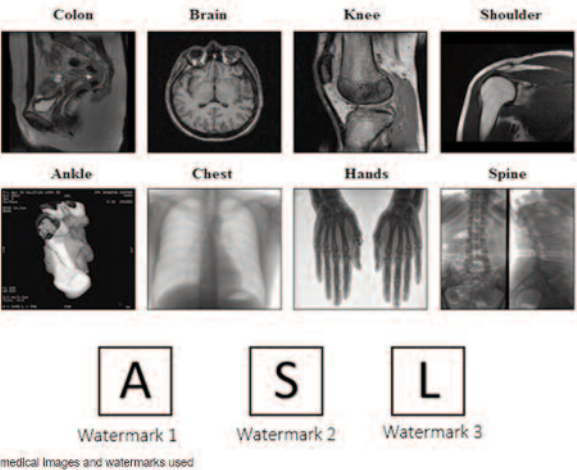 Colon Brain Knee Shoulder
Ankle Chest Hands Spine
A S L
Watermark 1 Watermark 2 Watermark 3
medical images and watermarks used